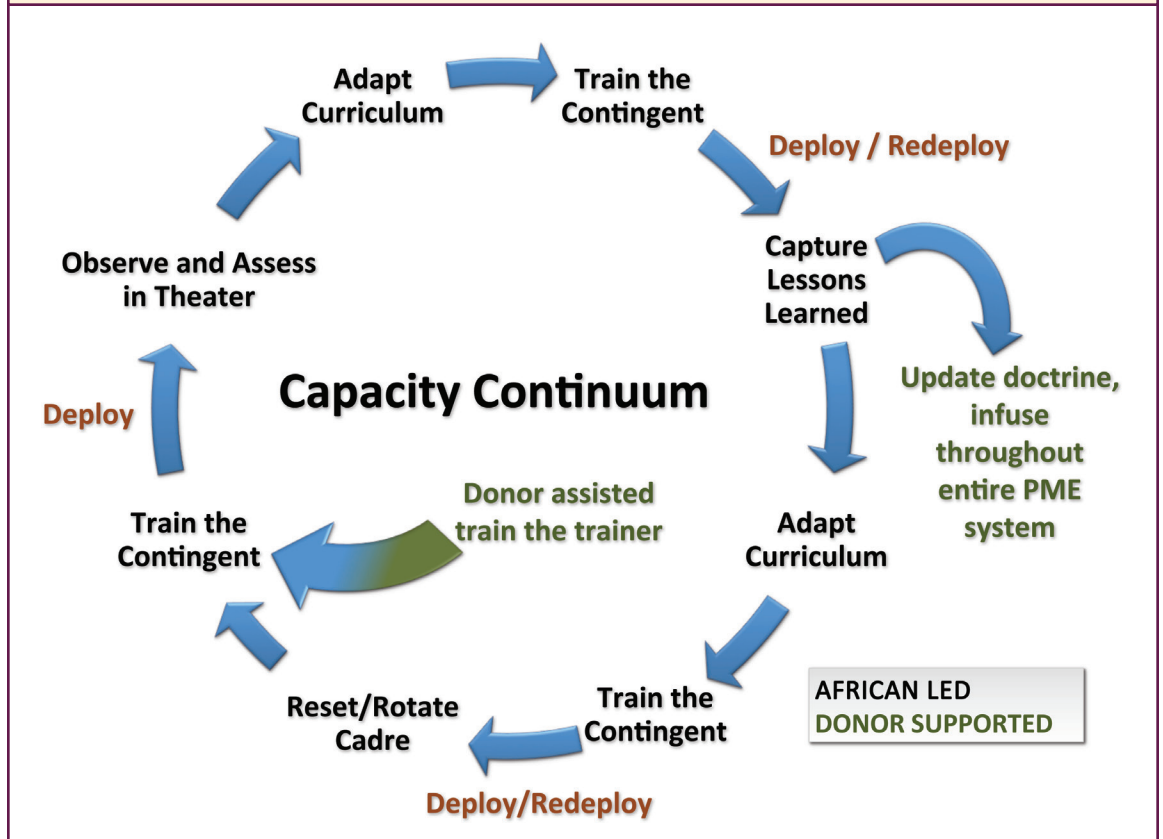 Adapt
Curriculum
Train the
Contingent
Deploy / Redeploy
Capture
Lessons
Learned
Observe and Assess
in Theater
Update doctrine,
infuse
throughout
entire PME
system
Capacity Continuum
Deploy
Donor assisted
train the trainer
Train the
Contingent
Adapt
Curriculum
Train the
Contingent
Reset/Rotate
Cadre
Deploy/Redeploy
AFRICAN LED
DONOR SUPPORTED